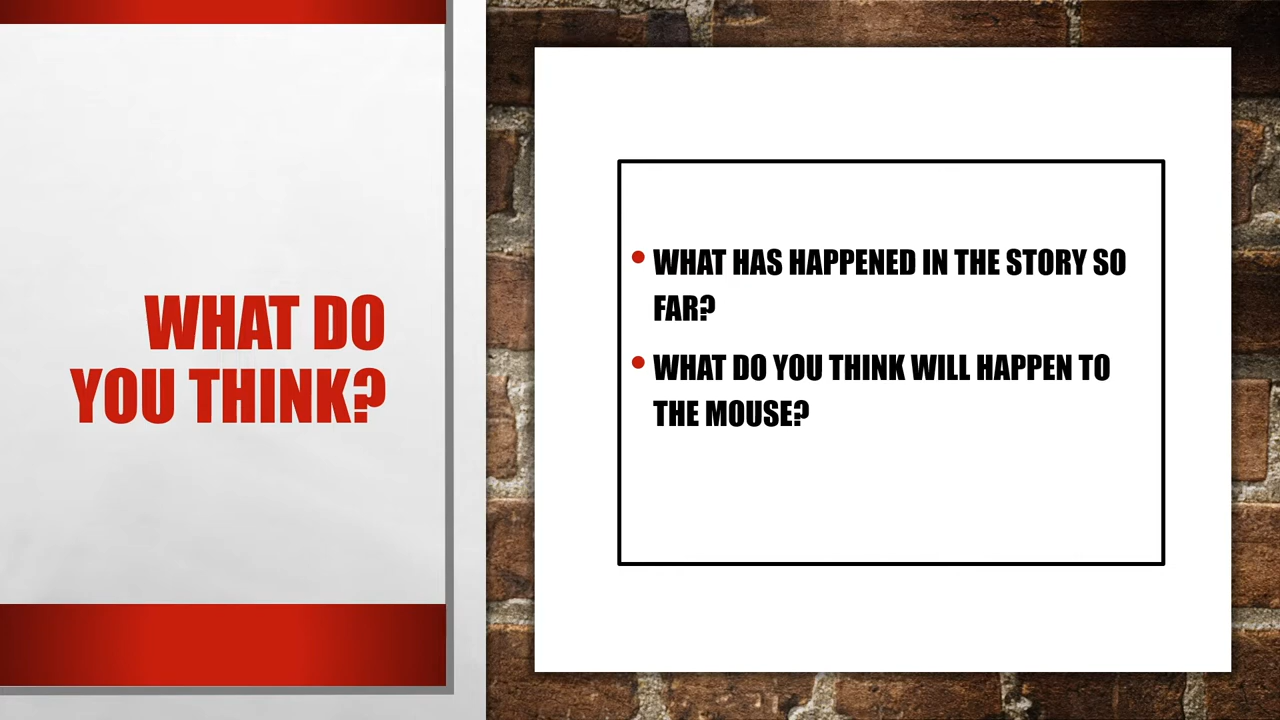 WHAT DO
YOU THINK?
• WHAT HAS HAPPENED IN THE STORY SO
FAR?
• WHAT DO YOU THINK WILL HAPPEN TO
THE MOUSE?